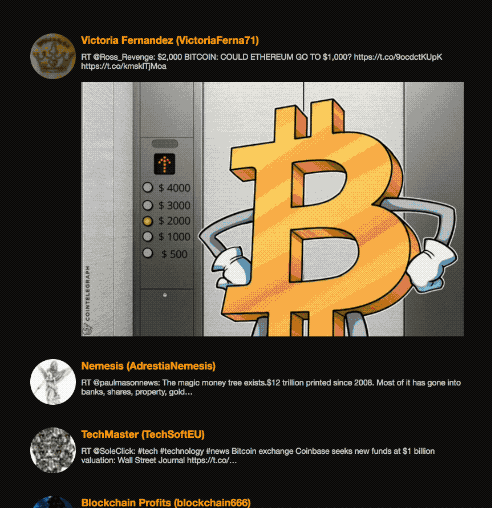 Victoria Fernandez (VictoriaFerna71)
RT @Ross_Revenge: $2,000 BITCOIN: COULD ETHEREUM GO TO $1,000? https://t.co/9ocdctKUpK
https://t.co/kmsklTjMoa
$ 4000
$ 3000
$ 2000
$ 1000
$ 500
COINTELEGRAPH
Nemesis (AdrestiaNemesis)
RT @paulmasonnews: The magic money tree exists.$12 trillion printed since 2008. Most of it has gone into
banks, shares, property, gold…
TechMaster (TechSoftEU)
RT @SoleClick: #tech #technology #news Bitcoin exchange Coinbase seeks new funds at $1 billion
valuation: Wall Street Journal https://t.co/…
Blockchain Profits (blockchain666)